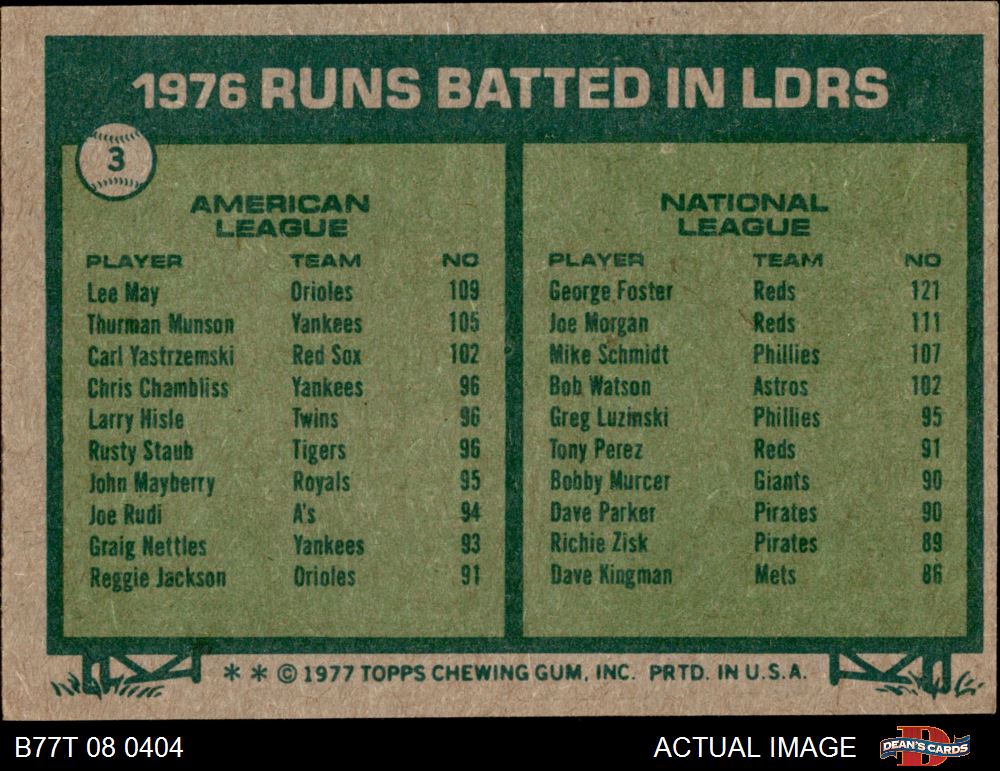 1976 RUNS BATTED IN LDRS
3
AMERICAN
LEAGUE
PLAYER TEAM NO
Lee May Orioles 109
Thurman Munson Yankees 105
Carl Yastrzemski Red Sox 102
Chris Chambliss Yankees 96
Larry Hisle Twins 96
Rusty Staub Tigers 96
John Mayberry Royals 95
Joe Rudi A's 94
Graig Nettles Yankees 93
Reggie Jackson Orioles 91
NATIONAL
LEAGUE
PLAYER TEAM NO
George Foster Reds 121
Joe Morgan Reds 111
Mike Schmidt Phillies 107
Bob Watson Astros 102
Greg Luzinski Phillies 95
Tony Perez Reds 91
Bobby Murcer Giants 90
Dave Parker Pirates 90
Richie Zisk Pirates 89
Dave Kingman Mets 86
** © 1977 TOPPS CHEWING GUM, INC. PRTD. IN U.S.A.
B77T 08 0404
ACTUAL IMAGE
DEAN'S CARDS